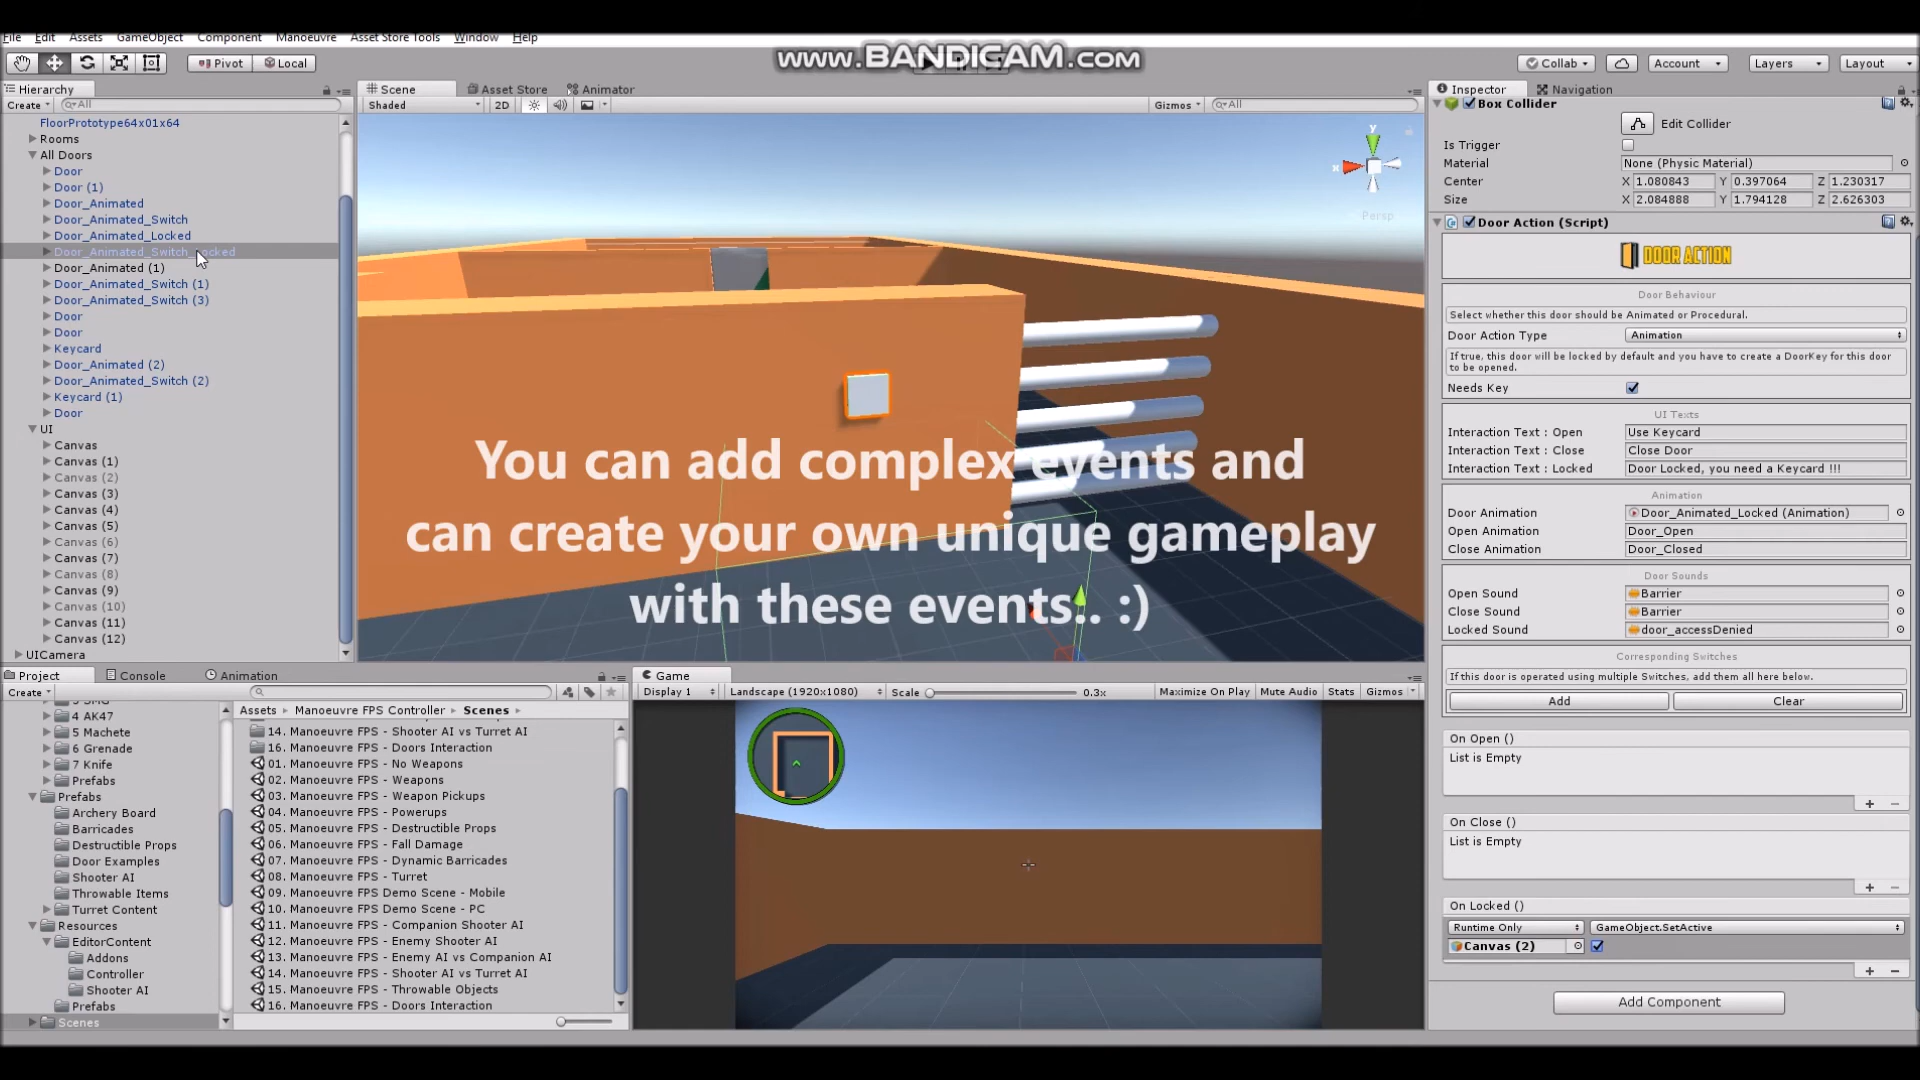 File Edit Assets GameObject Component Manoeuvre Asset Store Tools Window Help
www.BANDICAM.com
Pivot Local
Collab Account Layers Layout
Hierarchy
Create All
FloorPrototype64x01x64
Rooms
All Doors
Door
Door (1)
Door_Animated
Door_Animated_Switch
Door_Animated_Locked
Door_Animated_Switch_Locked
Door_Animated (1)
Door_Animated_Switch (1)
Door_Animated_Switch (3)
Door
Door
Keycard
Door_Animated (2)
Door_Animated_Switch (2)
Keycard (1)
Door
UI
Canvas
Canvas (1)
Canvas (2)
Canvas (3)
Canvas (4)
Canvas (5)
Canvas (6)
Canvas (7)
Canvas (8)
Canvas (9)
Canvas (10)
Canvas (11)
Canvas (12)
UICamera
Scene Asset Store Animator
Shaded 2D Gizmos All
y
x
Persp
You can add complex events and
can create your own unique gameplay
with these events.. :)
Project Console Animation
Create
4 AK47
5 Machete
6 Grenade
7 Knife
Prefabs
Prefabs
Archery Board
Barricades
Destructible Props
Door Examples
Shooter AI
Throwable Items
Turret Content
Resources
EditorContent
Addons
Controller
Shooter AI
Prefabs
Scenes
Assets Manoeuvre FPS Controller Scenes
14. Manoeuvre FPS - Shooter AI vs Turret AI
16. Manoeuvre FPS - Doors Interaction
01. Manoeuvre FPS - No Weapons
02. Manoeuvre FPS - Weapons
03. Manoeuvre FPS - Weapon Pickups
04. Manoeuvre FPS - Powerups
05. Manoeuvre FPS - Destructible Props
06. Manoeuvre FPS - Fall Damage
07. Manoeuvre FPS - Dynamic Barricades
08. Manoeuvre FPS - Turret
09. Manoeuvre FPS Demo Scene - Mobile
10. Manoeuvre FPS Demo Scene - PC
11. Manoeuvre FPS - Companion Shooter AI
12. Manoeuvre FPS - Enemy Shooter AI
13. Manoeuvre FPS - Enemy AI vs Companion AI
14. Manoeuvre FPS - Shooter AI vs Turret AI
15. Manoeuvre FPS - Throwable Objects
16. Manoeuvre FPS - Doors Interaction
Game
Display 1 Landscape (1920x1080) Scale 0.3x Maximize On Play Mute Audio Stats Gizmos
Inspector Navigation
Box Collider
Edit Collider
Is Trigger
Material None (Physic Material)
Center X 1.080843 Y 0.397064 Z 1.230317
Size X 2.084888 Y 1.794128 Z 2.626303
Door Action (Script)
DOOR ACTION
Door Behaviour
Select whether this door should be Animated or Procedural.
Door Action Type Animation
If true, this door will be locked by default and you have to create a DoorKey for this door
to be opened.
Needs Key
UI Texts
Interaction Text : Open Use Keycard
Interaction Text : Close Close Door
Interaction Text : Locked Door Locked, you need a Keycard !!!
Animation
Door Animation Door_Animated_Locked (Animation)
Open Animation Door_Open
Close Animation Door_Closed
Door Sounds
Open Sound Barrier
Close Sound Barrier
Locked Sound door_accessDenied
Corresponding Switches
If this door is operated using multiple Switches, add them all here below.
Add Clear
On Open ()
List is Empty
On Close ()
List is Empty
On Locked ()
Runtime Only GameObject.SetActive
Canvas (2)
Add Component